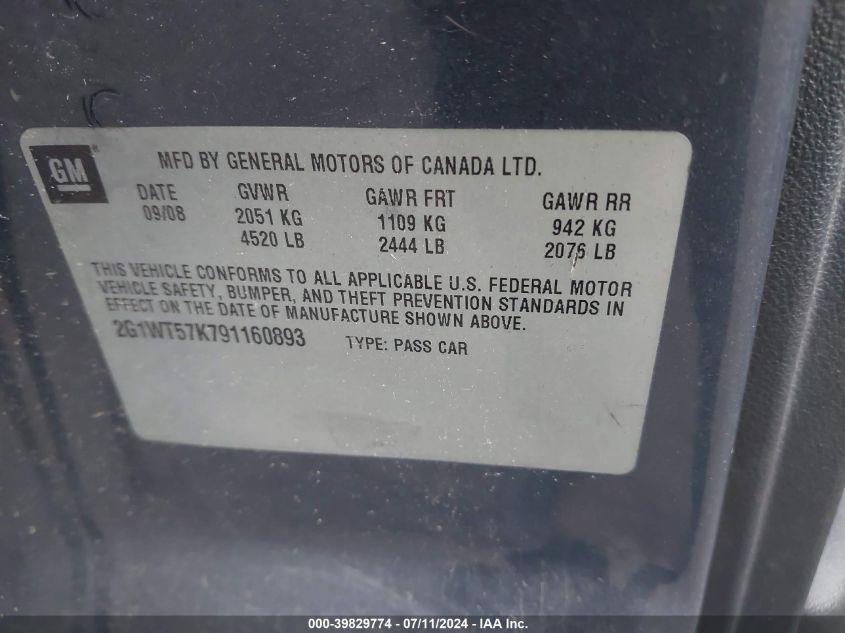 GM
MFD BY GENERAL MOTORS OF CANADA LTD.
DATE GVWR GAWR FRT GAWR RR
09/08 2051 KG 1109 KG 942 KG
4520 LB 2444 LB 2076 LB
THIS VEHICLE CONFORMS TO ALL APPLICABLE U.S. FEDERAL MOTOR
VEHICLE SAFETY, BUMPER, AND THEFT PREVENTION STANDARDS IN
EFFECT ON THE DATE OF MANUFACTURE SHOWN ABOVE.
2G1WT57K791160893 TYPE: PASS CAR
000-39829774 - 07/11/2024 - IAA Inc.